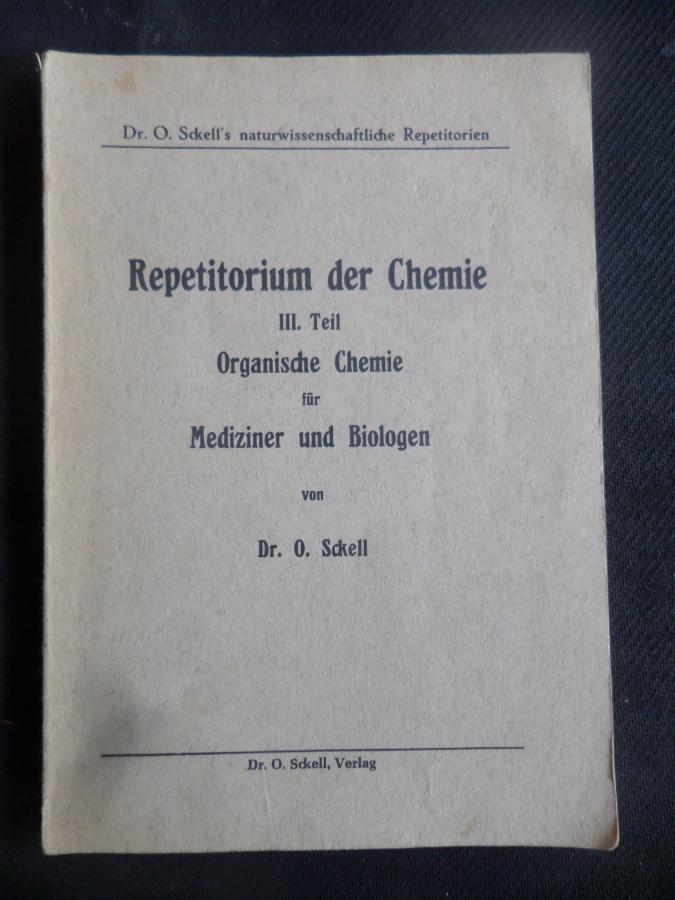 Dr. O. Sckell's naturwissenschaftliche Repetitorien
Repetitorium der Chemie
III. Teil
Organische Chemie
für
Mediziner und Biologen
von
Dr. O. Sckell
Dr. O. Sckell, Verlag